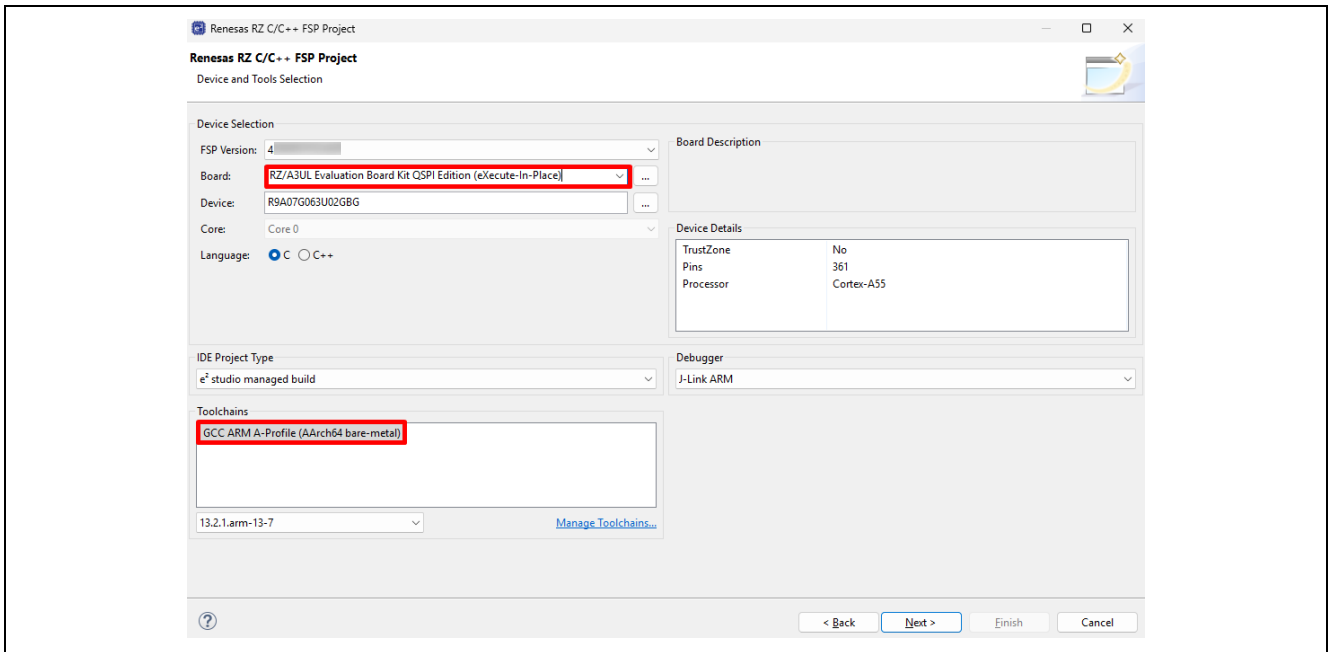 Renesas RZ C/C++ FSP Project
Renesas RZ C/C++ FSP Project
Device and Tools Selection
Device Selection
FSP Version: 4
Board: RZ/A3UL Evaluation Board Kit QSPI Edition (eXecute-In-Place) ...
Device: R9A07G063U02GBG ...
Core: Core 0
Language: C C++
Board Description
Device Details
TrustZone No
Pins 361
Processor Cortex-A55
IDE Project Type
e² studio managed build
Debugger
J-Link ARM
Toolchains
GCC ARM A-Profile (AArch64 bare-metal)
13.2.1.arm-13-7
Manage Toolchains...
?
< Back Next > Finish Cancel